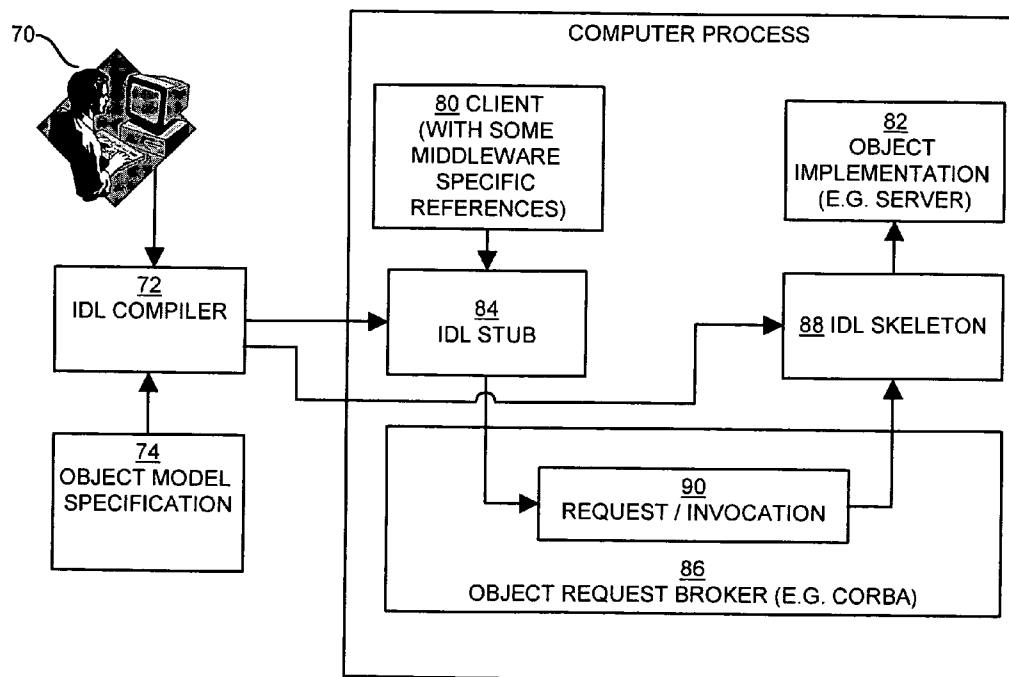 70
COMPUTER PROCESS
80 CLIENT
(WITH SOME
MIDDLEWARE
SPECIFIC
REFERENCES)
82
OBJECT
IMPLEMENTATION
(E.G. SERVER)
72
IDL COMPILER
84
IDL STUB
88 IDL SKELETON
74
OBJECT MODEL
SPECIFICATION
90
REQUEST / INVOCATION
86
OBJECT REQUEST BROKER (E.G. CORBA)